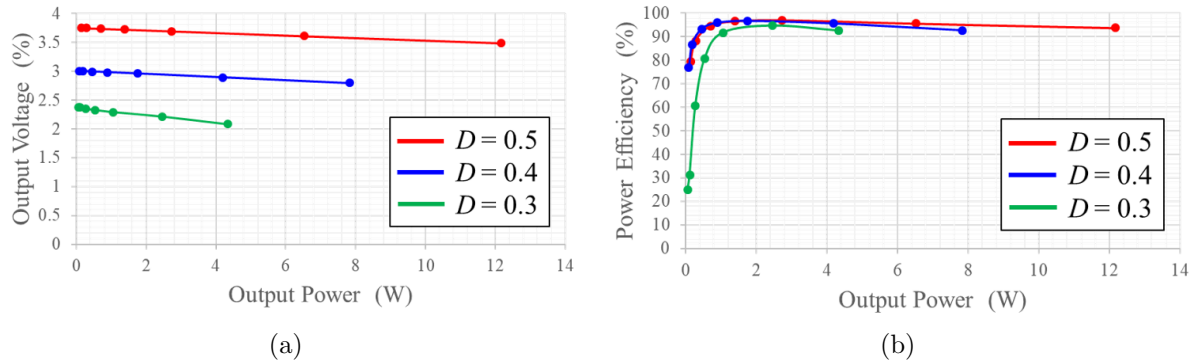 4
3.5
3
2.5
2
1.5
1
0.5
0
Output Voltage (%)
0 2 4 6 8 10 12 14
Output Power (W)
D = 0.5
D = 0.4
D = 0.3
(a)
100
90
80
70
60
50
40
30
20
10
0
Power Efficiency (%)
0 2 4 6 8 10 12 14
Output Power (W)
D = 0.5
D = 0.4
D = 0.3
(b)